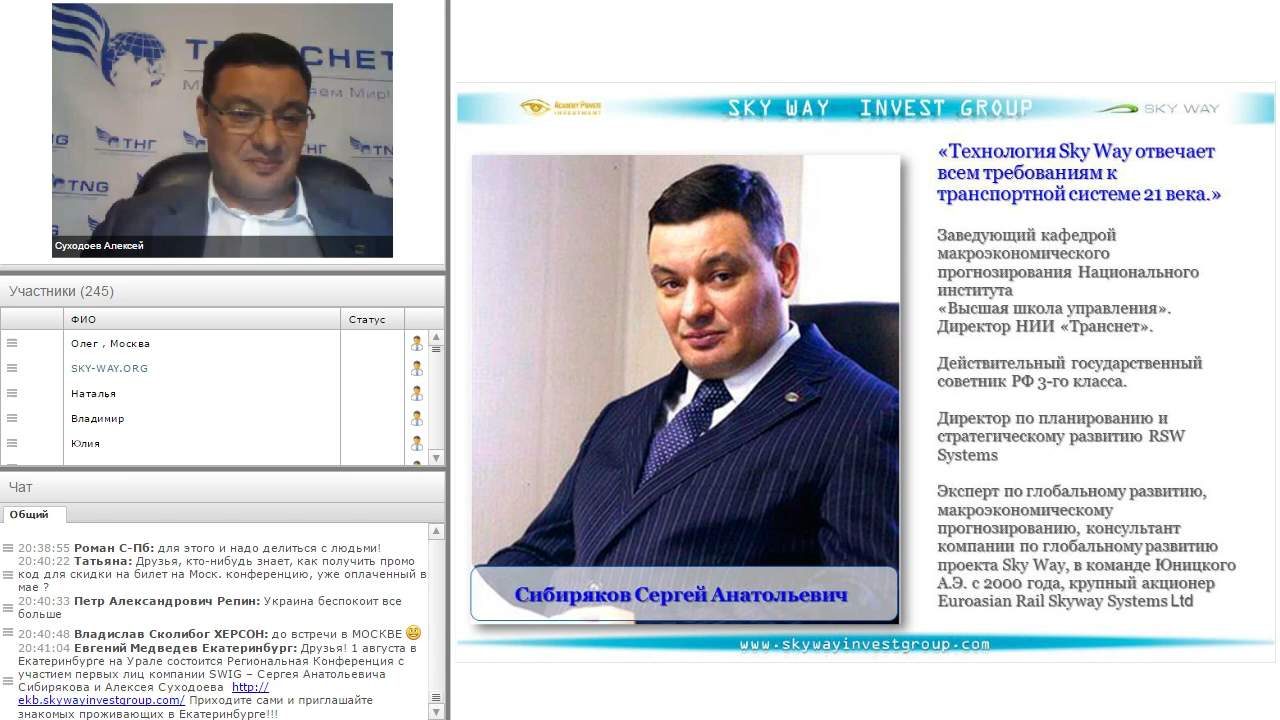 ТНГ
TNG
TNG
Суходоев Алексей
Участники (245)
ФИО
Статус
Олег , Москва
SKY-WAY.ORG
Наталья
Владимир
Юлия
Чат
Общий
20:38:55 Роман С-Пб: для этого и надо делиться с людьми!
20:40:22 Татьяна: Друзья, кто-нибудь знает, как получить промо
код для скидки на билет на Моск. конференцию, уже оплаченный в
мае ?
20:40:33 Петр Александрович Репин: Украина беспокоит все
больше
20:40:48 Владислав Сколибог ХЕРСОН: до встречи в МОСКВЕ
20:41:04 Евгений Медведев Екатеринбург: Друзья! 1 августа в
Екатеринбурге на Урале состоится Региональная Конференция с
участием первых лиц компании SWIG – Сергея Анатольевича
Сибирякова и Алексея Суходоева http://
ekb.skywayinvestgroup.com/ Приходите сами и приглашайте
знакомых проживающих в Екатеринбурге!!!
INVESTMENT
SKY WAY INVEST GROUP
SKY WAY
«Технология Sky Way отвечает
всем требованиям к
транспортной системе 21 века.»
Заведующий кафедрой
макроэкономического
прогнозирования Национального
института
«Высшая школа управления».
Директор НИИ «Транснет».
Действительный государственный
советник РФ 3-го класса.
Директор по планированию и
стратегическому развитию RSW
Systems
Эксперт по глобальному развитию,
макроэкономическому
прогнозированию, консультант
компании по глобальному развитию
проекта Sky Way, в команде Юницкого
А.Э. с 2000 года, крупный акционер
Euroasian Rail Skyway Systems Ltd
Сибиряков Сергей Анатольевич
www.skywayinvestgroup.com